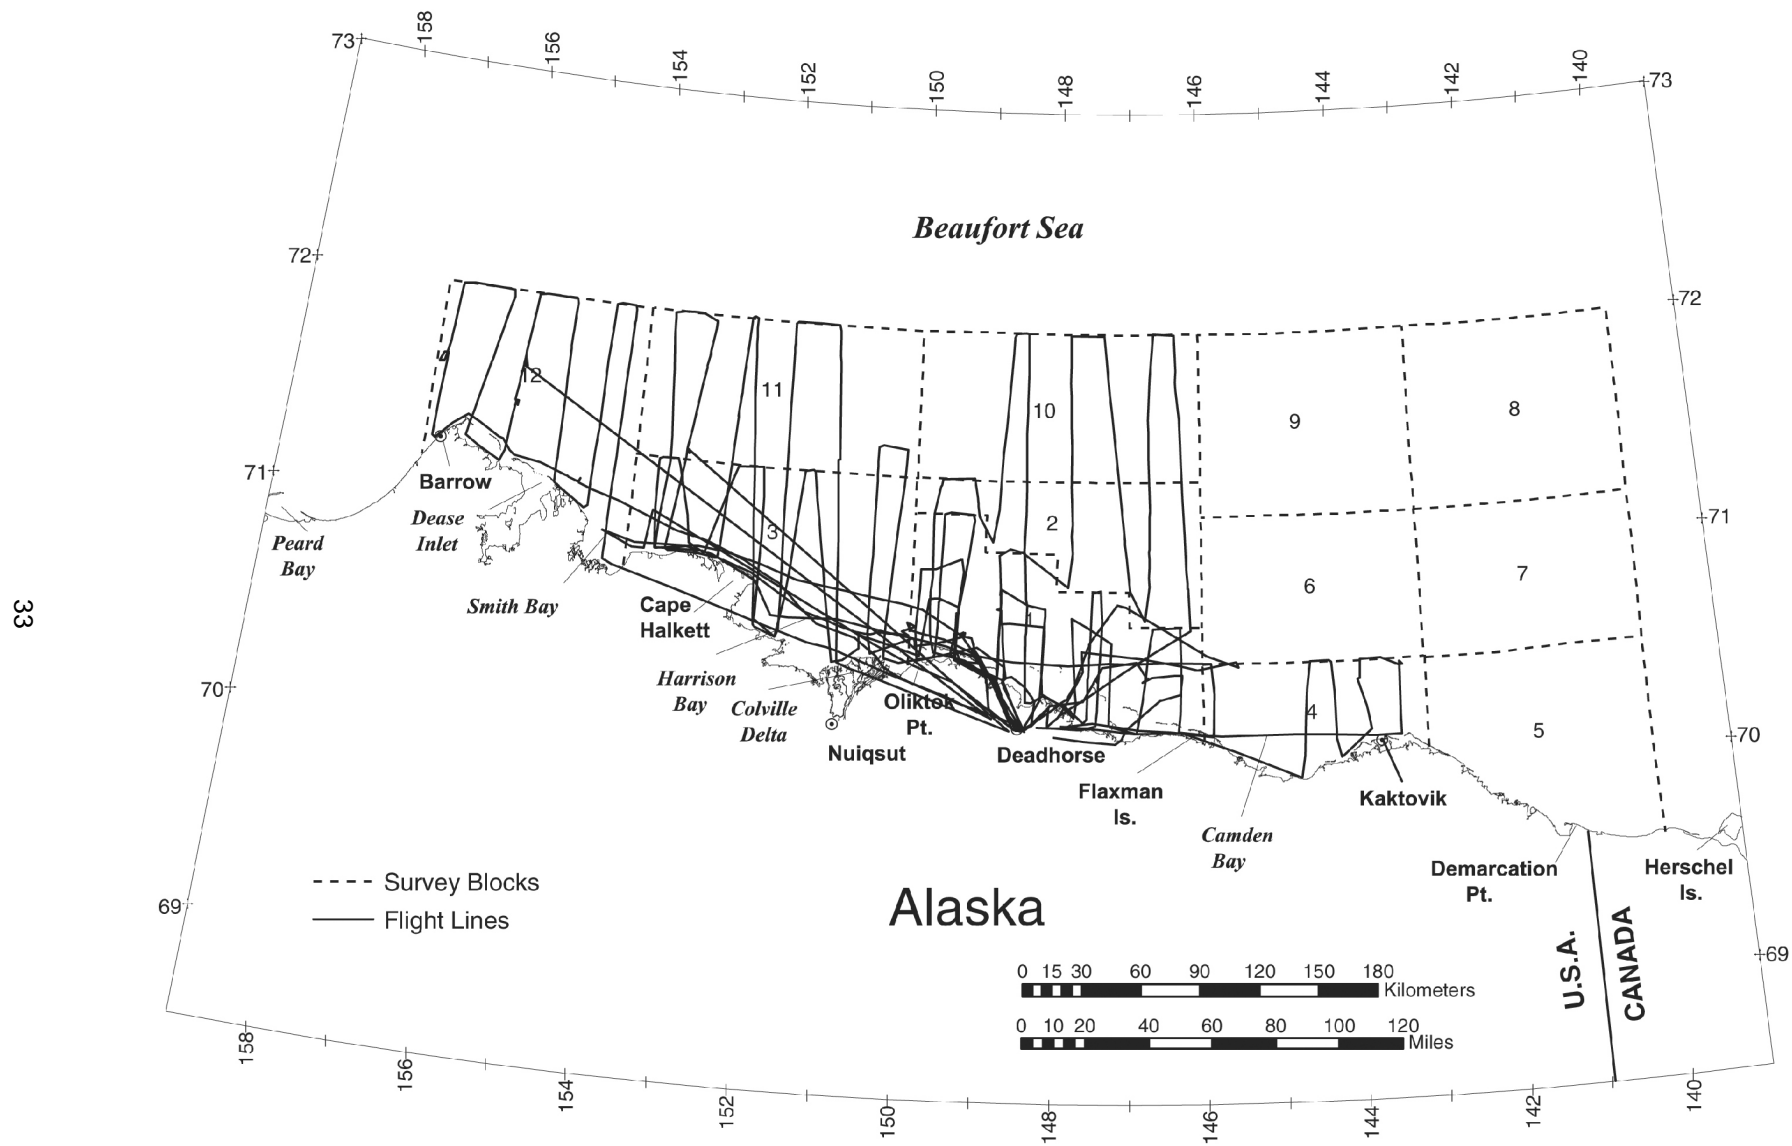 158
156
154
152
150
148
146
144
142
140
73
73
Beaufort Sea
72
72
12
11
10
9
8
71
71
Barrow
Dease
Inlet
Peard
Bay
3
2
1
6
7
33
Smith Bay
Cape
Halkett
Harrison
Bay
Colville
Delta
70
70
Oliktok
Pt.
Nuiqsut
Deadhorse
4
5
Flaxman
Is.
Kaktovik
Camden
Bay
Demarcation
Pt.
Herschel
Is.
Survey Blocks
Flight Lines
Alaska
69
69
U.S.A.
CANADA
0 15 30 60 90 120 150 180
Kilometers
0 10 20 40 60 80 100 120
Miles
158
156
154
152
150
148
146
144
142
140